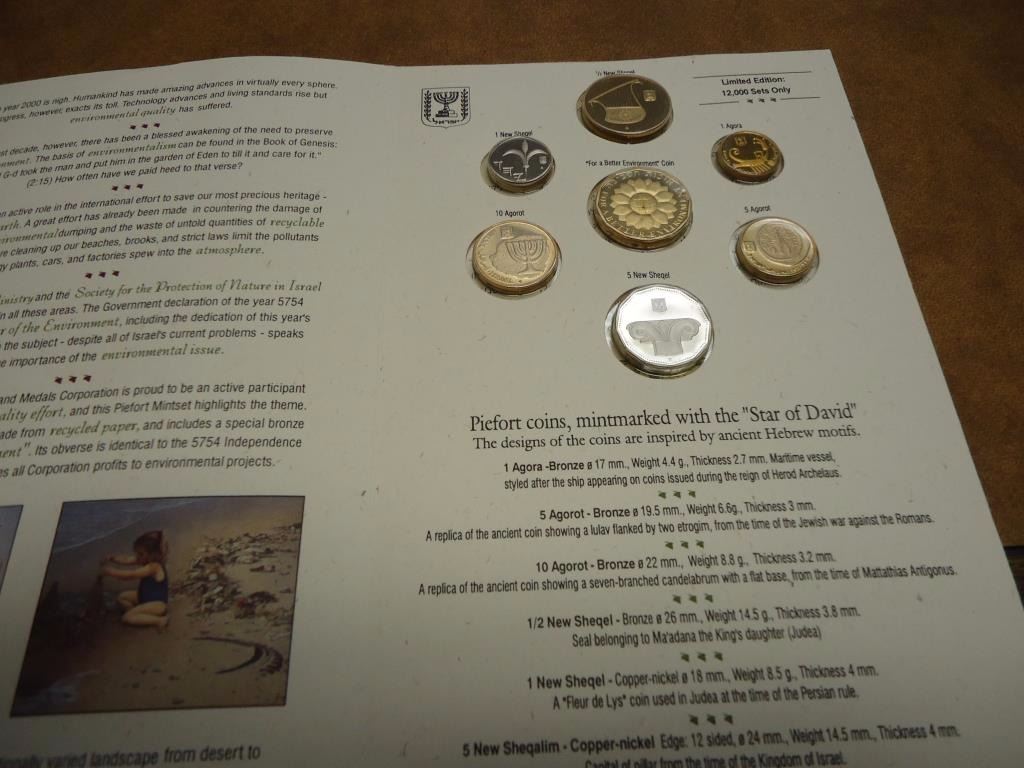 year 2000 is nigh. Humankind has made amazing advances in virtually every sphere.
however, exacts its toll. Technology advances and living standards rise but
environmental quality has suffered.
decade, however, there has been a blessed awakening of the need to preserve
The basis of environmentalism can be found in the Book of Genesis:
G-d took the man and put him in the garden of Eden to till it and care for it."
(2:15) How often have we paid heed to that verse?
active role in the international effort to save our most precious heritage -
A great effort has already been made in countering the damage of
dumping and the waste of untold quantities of recyclable
cleaning up our beaches, brooks, and strict laws limit the pollutants
plants, cars, and factories spew into the atmosphere.
and the Society for the Protection of Nature in Israel
in all these areas. The Government declaration of the year 5754
of the Environment, including the dedication of this year's
the subject - despite all of Israel's current problems - speaks
importance of the environmental issue.
and Medals Corporation is proud to be an active participant
effort, and this Piefort Mintset highlights the theme.
from recycled paper, and includes a special bronze
Its obverse is identical to the 5754 Independence
all Corporation profits to environmental projects.
varied landscape from desert to
Limited Edition:
12,000 Sets Only
1/2 New Sheqel
1 New Sheqel
1 Agora
"For a Better Environment" Coin
10 Agorot
5 Agorot
5 New Sheqel
Piefort coins, mintmarked with the "Star of David"
The designs of the coins are inspired by ancient Hebrew motifs.
1 Agora -Bronze ø 17 mm., Weight 4.4 g., Thickness 2.7 mm. Maritime vessel,
styled after the ship appearing on coins issued during the reign of Herod Archelaus.
5 Agorot - Bronze ø 19.5 mm., Weight 6.6g., Thickness 3 mm.
A replica of the ancient coin showing a lulav flanked by two etrogim, from the time of the Jewish war against the Romans.
10 Agorot - Bronze ø 22 mm., Weight 8.8 g., Thickness 3.2 mm.
A replica of the ancient coin showing a seven-branched candelabrum with a flat base, from the time of Mattathias Antigonus.
1/2 New Sheqel - Bronze ø 26 mm., Weight 14.5 g., Thickness 3.8 mm.
Seal belonging to Ma'adana the King's daughter (Judea)
1 New Sheqel - Copper-nickel ø 18 mm., Weight 8.5 g., Thickness 4 mm.
A "Fleur de Lys" coin used in Judea at the time of the Persian rule.
5 New Sheqalim - Copper-nickel Edge: 12 sided, ø 24 mm., Weight 14.5 mm., Thickness 4 mm.
Capital of pillar from the time of the Kingdom of Israel.